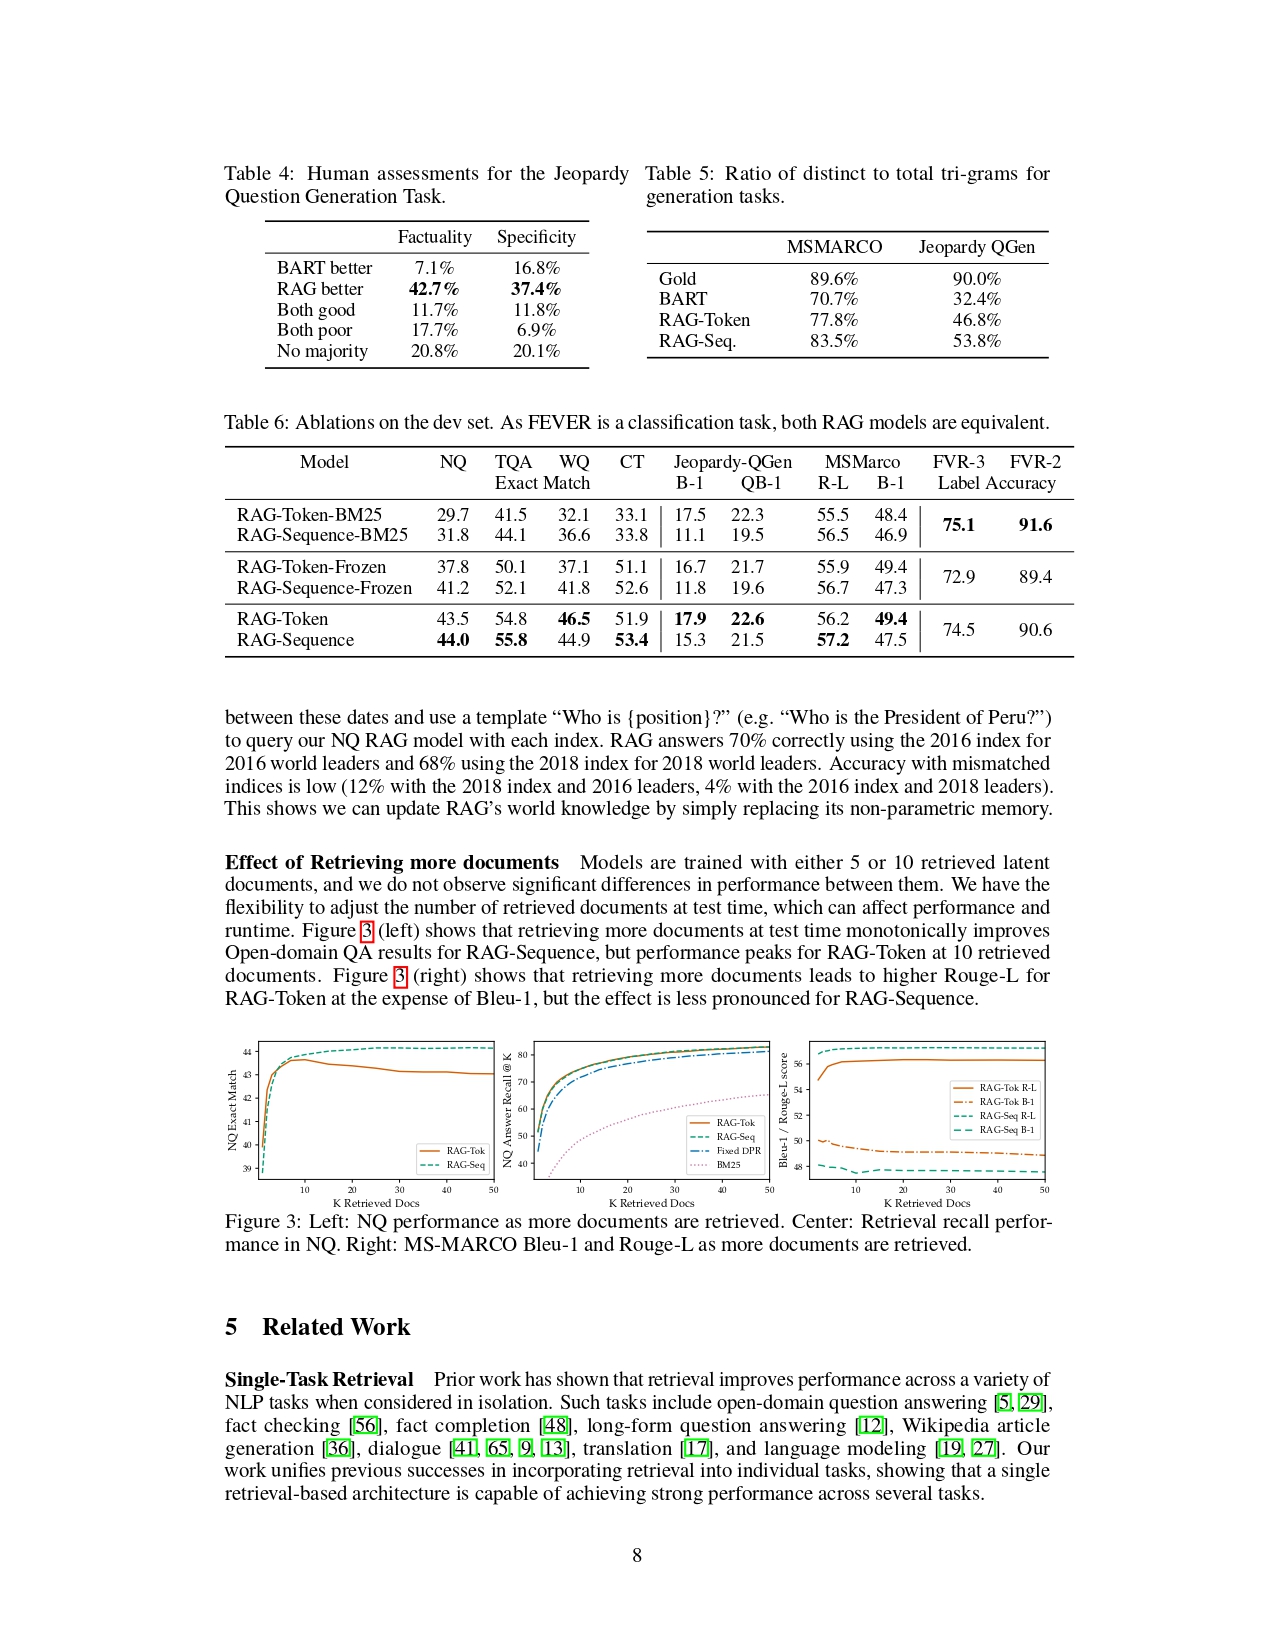 Table 4: Human assessments for the Jeopardy
Question Generation Task.
Factuality Specificity
BART better 7.1% 16.8%
RAG better 42.7% 37.4%
Both good 11.7% 11.8%
Both poor 17.7% 6.9%
No majority 20.8% 20.1%
Table 5: Ratio of distinct to total tri-grams for
generation tasks.
MSMARCO Jeopardy QGen
Gold 89.6% 90.0%
BART 70.7% 32.4%
RAG-Token 77.8% 46.8%
RAG-Seq. 83.5% 53.8%
Table 6: Ablations on the dev set. As FEVER is a classification task, both RAG models are equivalent.
Model NQ TQA WQ CT Jeopardy-QGen MSMarco FVR-3 FVR-2
Exact Match B-1 QB-1 R-L B-1 Label Accuracy
RAG-Token-BM25 29.7 41.5 32.1 33.1 17.5 22.3 55.5 48.4
75.1 91.6
RAG-Sequence-BM25 31.8 44.1 36.6 33.8 11.1 19.5 56.5 46.9
RAG-Token-Frozen 37.8 50.1 37.1 51.1 16.7 21.7 55.9 49.4
72.9 89.4
RAG-Sequence-Frozen 41.2 52.1 41.8 52.6 11.8 19.6 56.7 47.3
RAG-Token 43.5 54.8 46.5 51.9 17.9 22.6 56.2 49.4
74.5 90.6
RAG-Sequence 44.0 55.8 44.9 53.4 15.3 21.5 57.2 47.5
between these dates and use a template “Who is {position}?” (e.g. “Who is the President of Peru?”)
to query our NQ RAG model with each index. RAG answers 70% correctly using the 2016 index for
2016 world leaders and 68% using the 2018 index for 2018 world leaders. Accuracy with mismatched
indices is low (12% with the 2018 index and 2016 leaders, 4% with the 2016 index and 2018 leaders).
This shows we can update RAG’s world knowledge by simply replacing its non-parametric memory.
Effect of Retrieving more documents Models are trained with either 5 or 10 retrieved latent
documents, and we do not observe significant differences in performance between them. We have the
flexibility to adjust the number of retrieved documents at test time, which can affect performance and
runtime. Figure 3 (left) shows that retrieving more documents at test time monotonically improves
Open-domain QA results for RAG-Sequence, but performance peaks for RAG-Token at 10 retrieved
documents. Figure 3 (right) shows that retrieving more documents leads to higher Rouge-L for
RAG-Token at the expense of Bleu-1, but the effect is less pronounced for RAG-Sequence.
NQ Exact Match
44
43
42
41
40
39
RAG-Tok
RAG-Seq
10 20 30 40 50
K Retrieved Docs
NQ Answer Recall @ K
80
70
60
50
40
RAG-Tok
RAG-Seq
Fixed DPR
BM25
10 20 30 40 50
K Retrieved Docs
Bleu-1 / Rouge-L score
56
54
52
50
48
RAG-Tok R-L
RAG-Tok B-1
RAG-Seq R-L
RAG-Seq B-1
10 20 30 40 50
K Retrieved Docs
Figure 3: Left: NQ performance as more documents are retrieved. Center: Retrieval recall perfor-
mance in NQ. Right: MS-MARCO Bleu-1 and Rouge-L as more documents are retrieved.
5 Related Work
Single-Task Retrieval Prior work has shown that retrieval improves performance across a variety of
NLP tasks when considered in isolation. Such tasks include open-domain question answering [5, 29],
fact checking [56], fact completion [48], long-form question answering [12], Wikipedia article
generation [36], dialogue [41, 65, 9, 13], translation [17], and language modeling [19, 27]. Our
work unifies previous successes in incorporating retrieval into individual tasks, showing that a single
retrieval-based architecture is capable of achieving strong performance across several tasks.
8